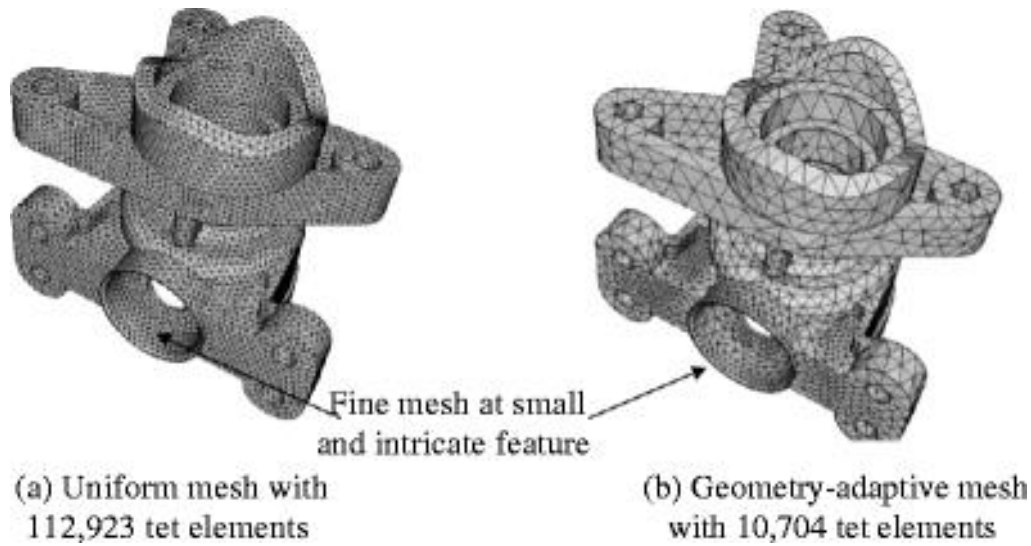 Fine mesh at small
and intricate feature
(a) Uniform mesh with
112,923 tet elements
(b) Geometry-adaptive mesh
with 10,704 tet elements